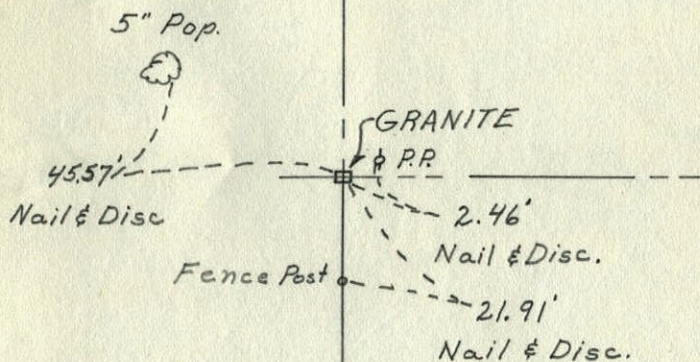 5" Pop.
GRANITE
P.P.
45.57'
Nail & Disc
2.46'
Nail & Disc.
Fence Post
21.91'
Nail & Disc.